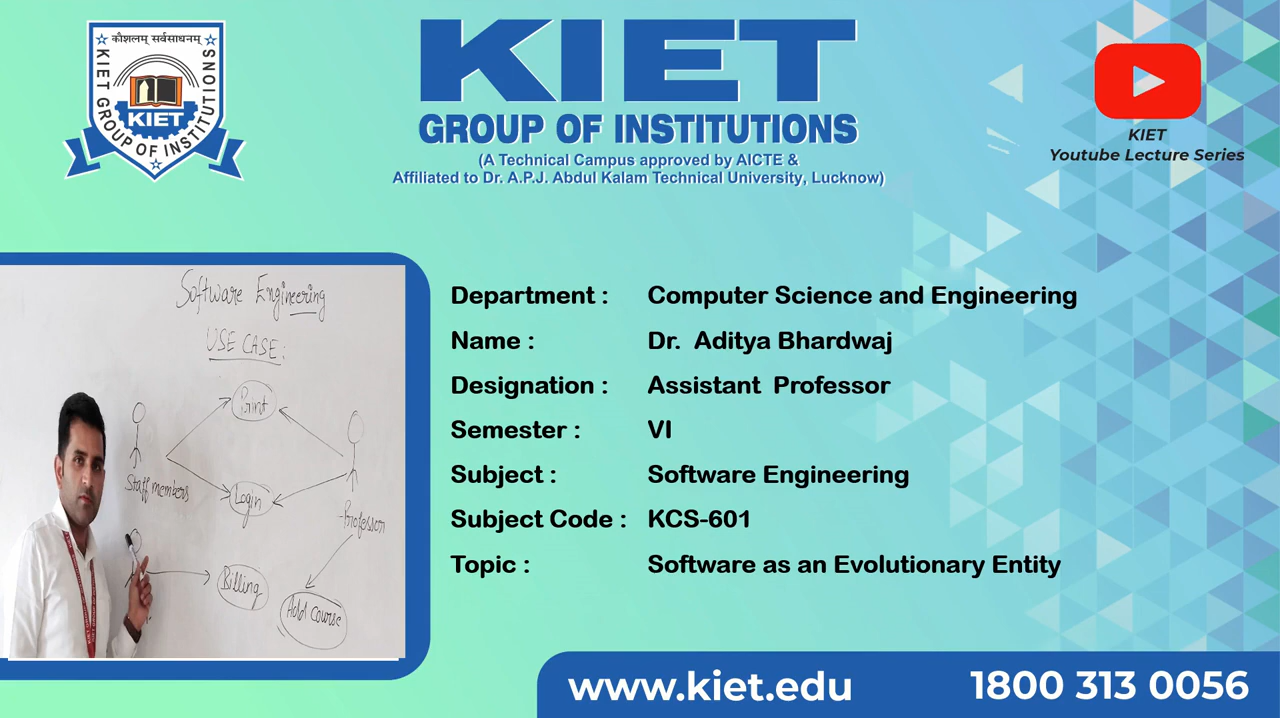 कौशलम् सर्वसाधनम्
KIET GROUP OF INSTITUTIONS
KIET
KIET
GROUP OF INSTITUTIONS
(A Technical Campus approved by AICTE &
Affiliated to Dr. A.P.J. Abdul Kalam Technical University, Lucknow)
KIET
Youtube Lecture Series
Software Engineering
USE CASE:
Print
Staff members
Login
Professor
Billing
Add course
Department : Computer Science and Engineering
Name : Dr. Aditya Bhardwaj
Designation : Assistant Professor
Semester : VI
Subject : Software Engineering
Subject Code : KCS-601
Topic : Software as an Evolutionary Entity
www.kiet.edu 1800 313 0056